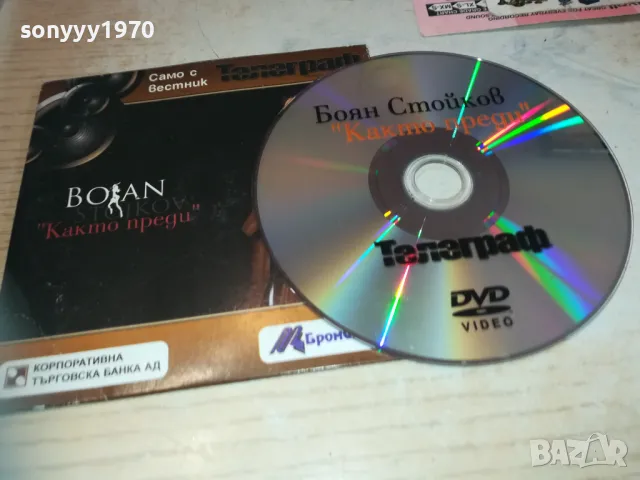 sonyyy1970
Само с
вестник
Телеграф
BOJAN
STOJKOV
"Както преди"
КОРПОРАТИВНА
ТЪРГОВСКА БАНКА АД
Боян Стойков
"Както преди"
Телеграф
DVD
VIDEO
bazar